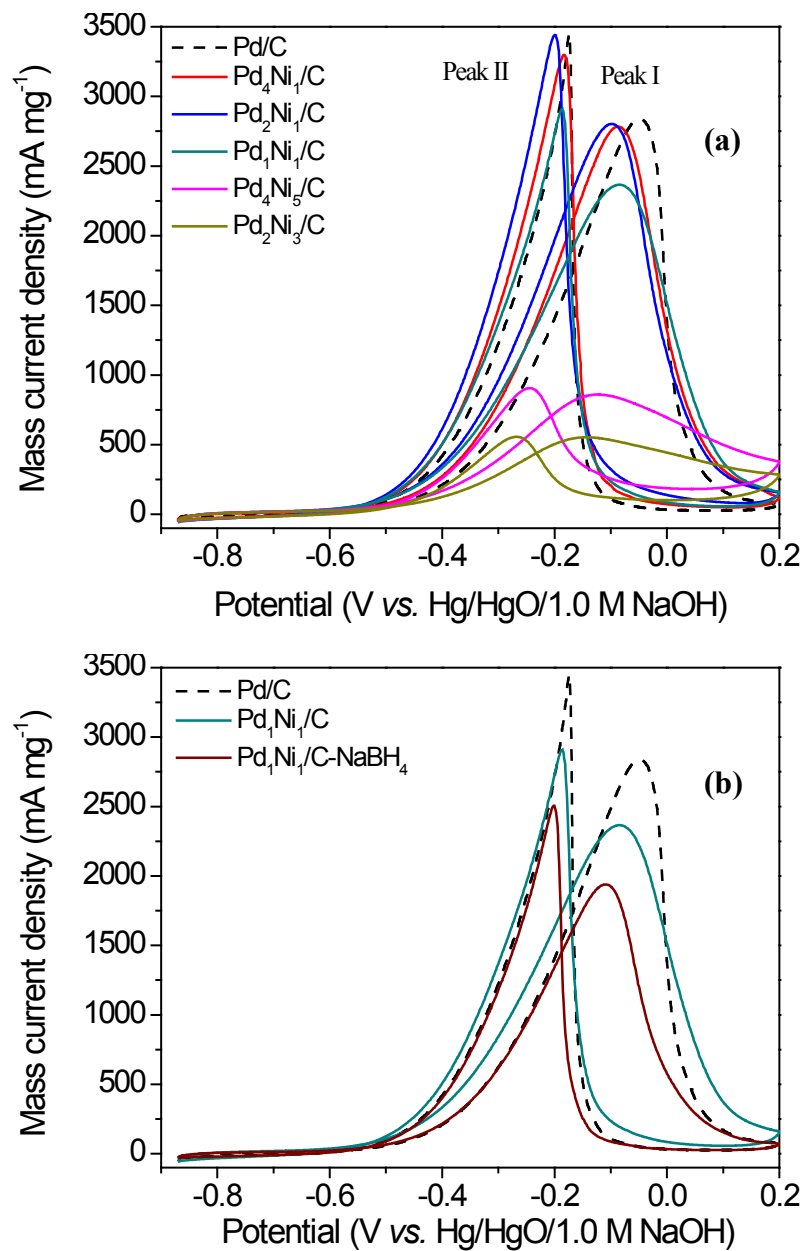 3500
3000
2500
2000
1500
1000
500
0
Mass current density (mA mg⁻¹)
Pd/C
Pd₄Ni₁/C
Pd₂Ni₁/C
Pd₁Ni₁/C
Pd₄Ni₅/C
Pd₂Ni₃/C
Peak II
Peak I
(a)
-0.8 -0.6 -0.4 -0.2 0.0 0.2
Potential (V vs. Hg/HgO/1.0 M NaOH)
3500
3000
2500
2000
1500
1000
500
0
Mass current density (mA mg⁻¹)
Pd/C
Pd₁Ni₁/C
Pd₁Ni₁/C-NaBH₄
(b)
-0.8 -0.6 -0.4 -0.2 0.0 0.2
Potential (V vs. Hg/HgO/1.0 M NaOH)